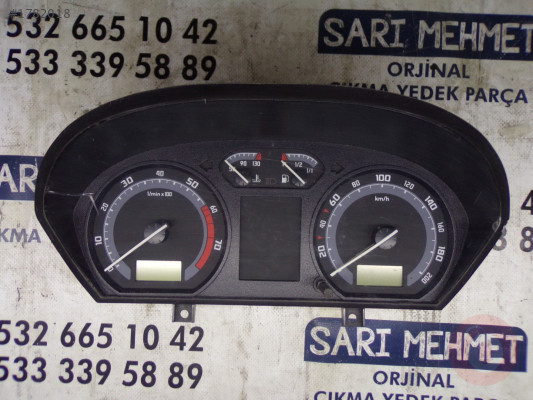 #1782018
532 665 10 42
533 339 58 89
SARI MEHMET
ORJİNAL
ÇIKMA YEDEK PARÇA
50 90 130
1/2 1/1
10 20 30 40 50 60 70
1/min x 100
20 40 60 80 100 120 140 160 180 200
km/h
532 665 10 42
533 339 58 89
SARI MEHMET
ORJİNAL
ÇIKMA YEDEK PARÇA